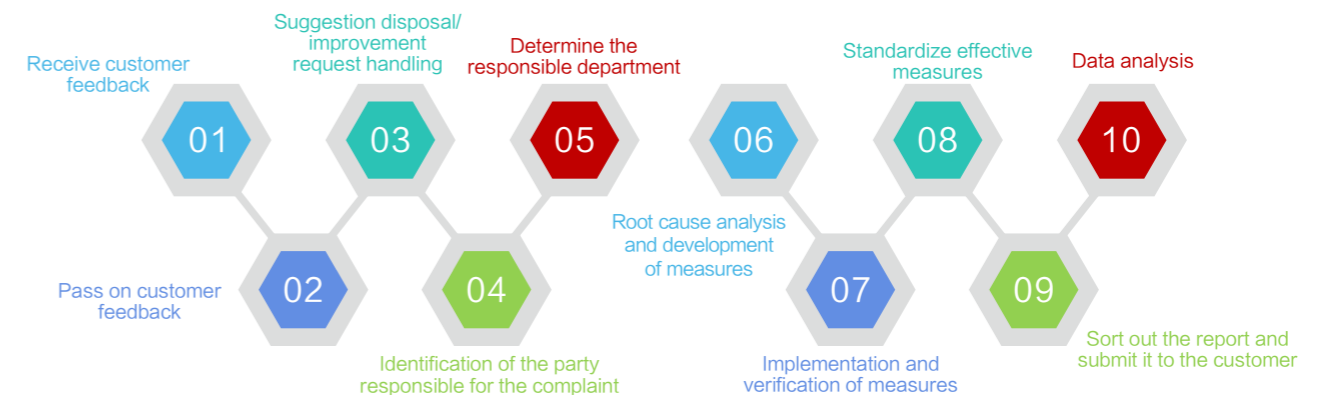 Receive customer
feedback
01
Pass on customer
feedback
02
Suggestion disposal/
improvement
request handling
03
Identification of the party
responsible for the complaint
04
Determine the
responsible department
05
Root cause analysis
and development
of measures
06
Implementation and
verification of measures
07
Standardize effective
measures
08
Sort out the report and
submit it to the customer
09
Data analysis
10